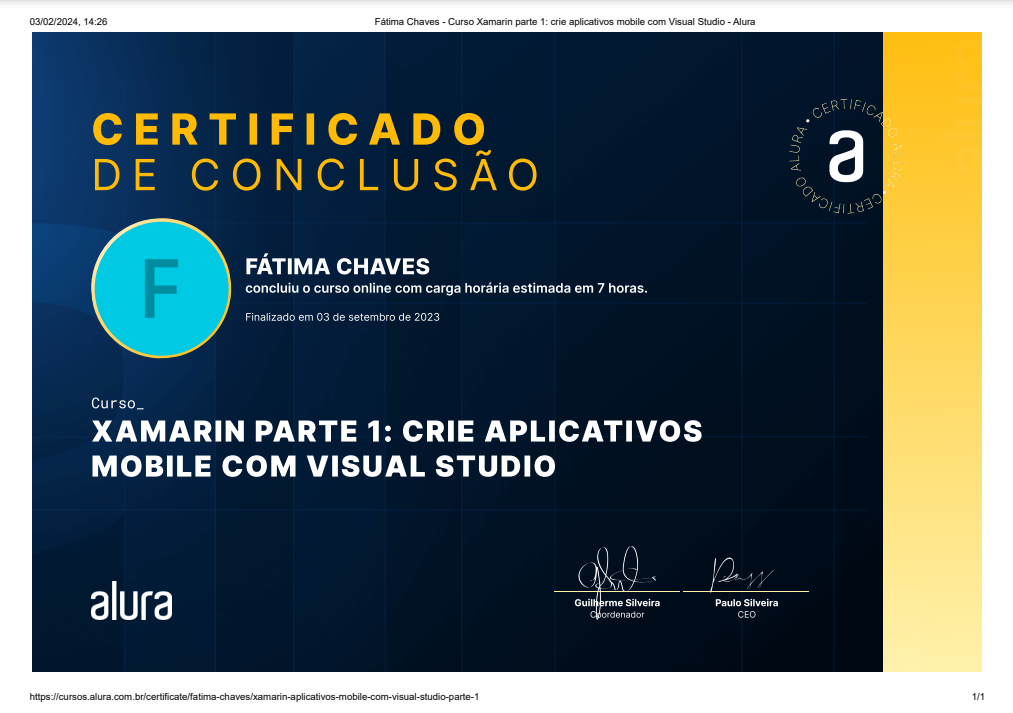 03/02/2024, 14:26
Fátima Chaves - Curso Xamarin parte 1: crie aplicativos mobile com Visual Studio - Alura
CERTIFICADO
DE CONCLUSÃO
CERTIFICADO ALURA • CERTIFICADO ALURA •
a
F
FÁTIMA CHAVES
concluiu o curso online com carga horária estimada em 7 horas.
Finalizado em 03 de setembro de 2023
Curso_
XAMARIN PARTE 1: CRIE APLICATIVOS
MOBILE COM VISUAL STUDIO
alura
Guilherme Silveira
Coordenador
Paulo Silveira
CEO
https://cursos.alura.com.br/certificate/fatima-chaves/xamarin-aplicativos-mobile-com-visual-studio-parte-1
1/1